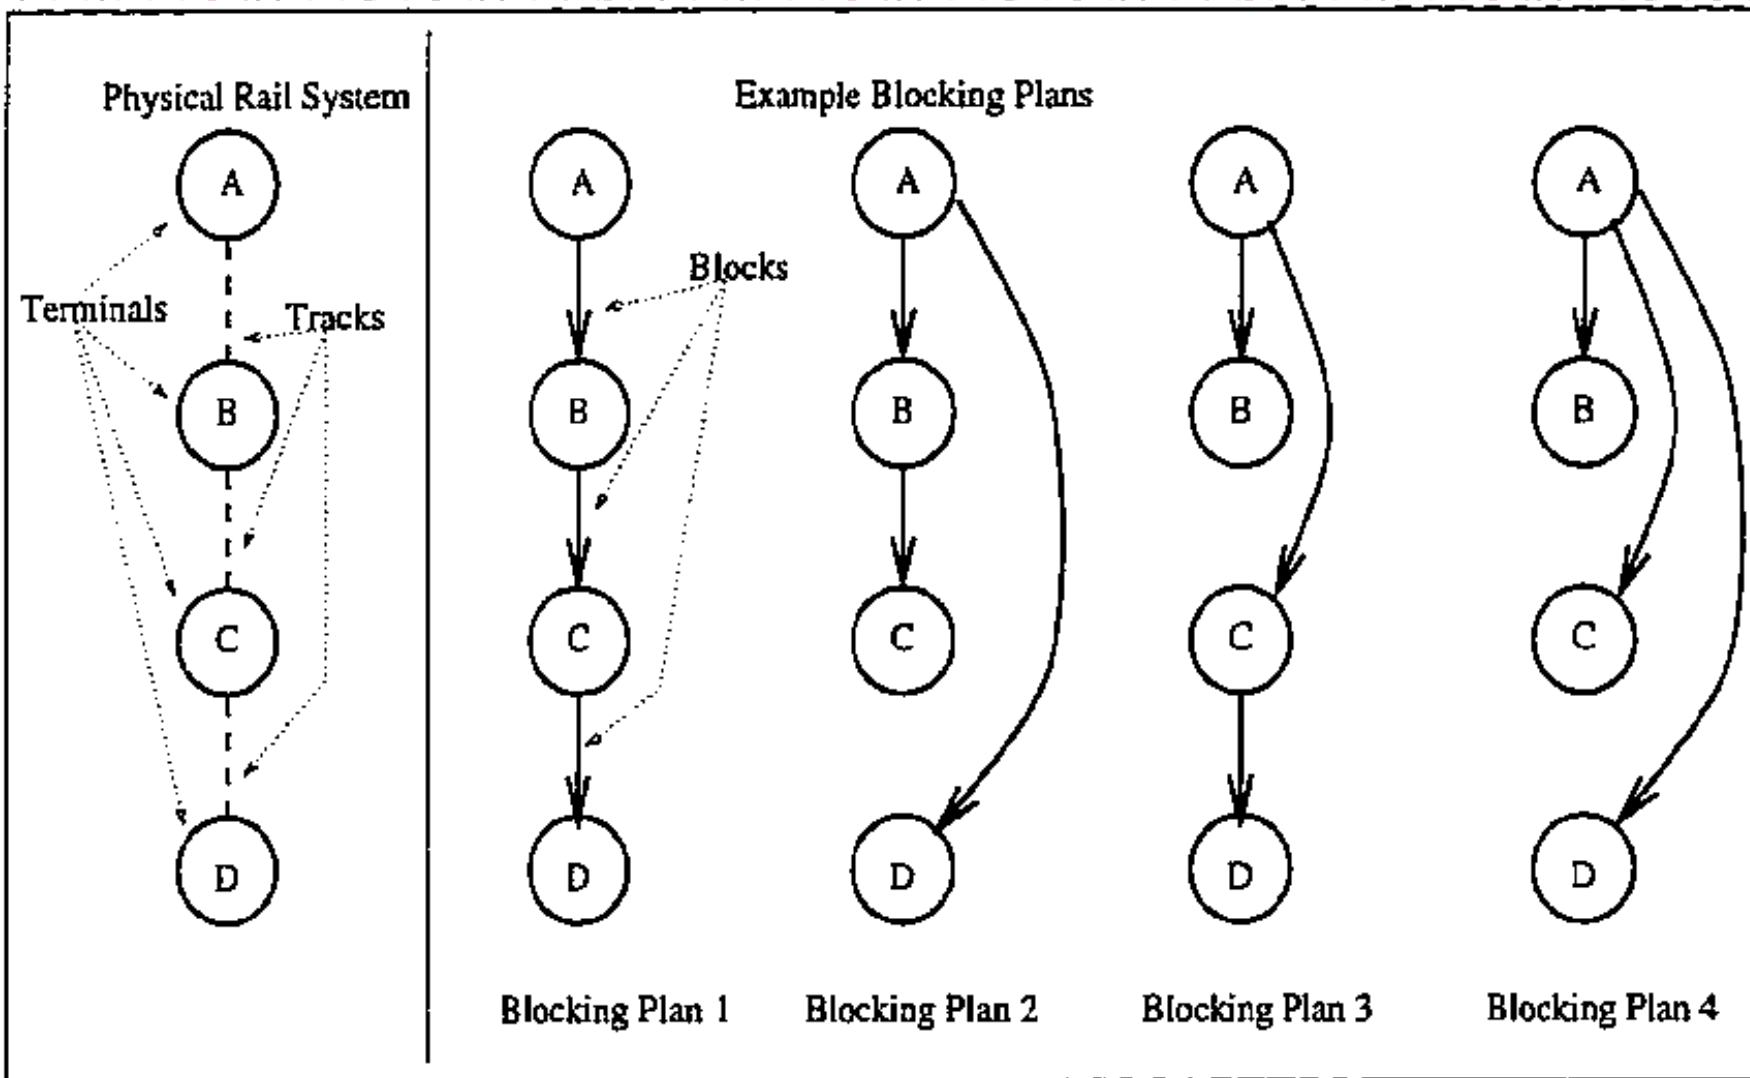 Physical Rail System
Example Blocking Plans
A
A
A
A
A
Blocks
Terminals
Tracks
B
B
B
B
B
C
C
C
C
C
D
D
D
D
D
Blocking Plan 1
Blocking Plan 2
Blocking Plan 3
Blocking Plan 4